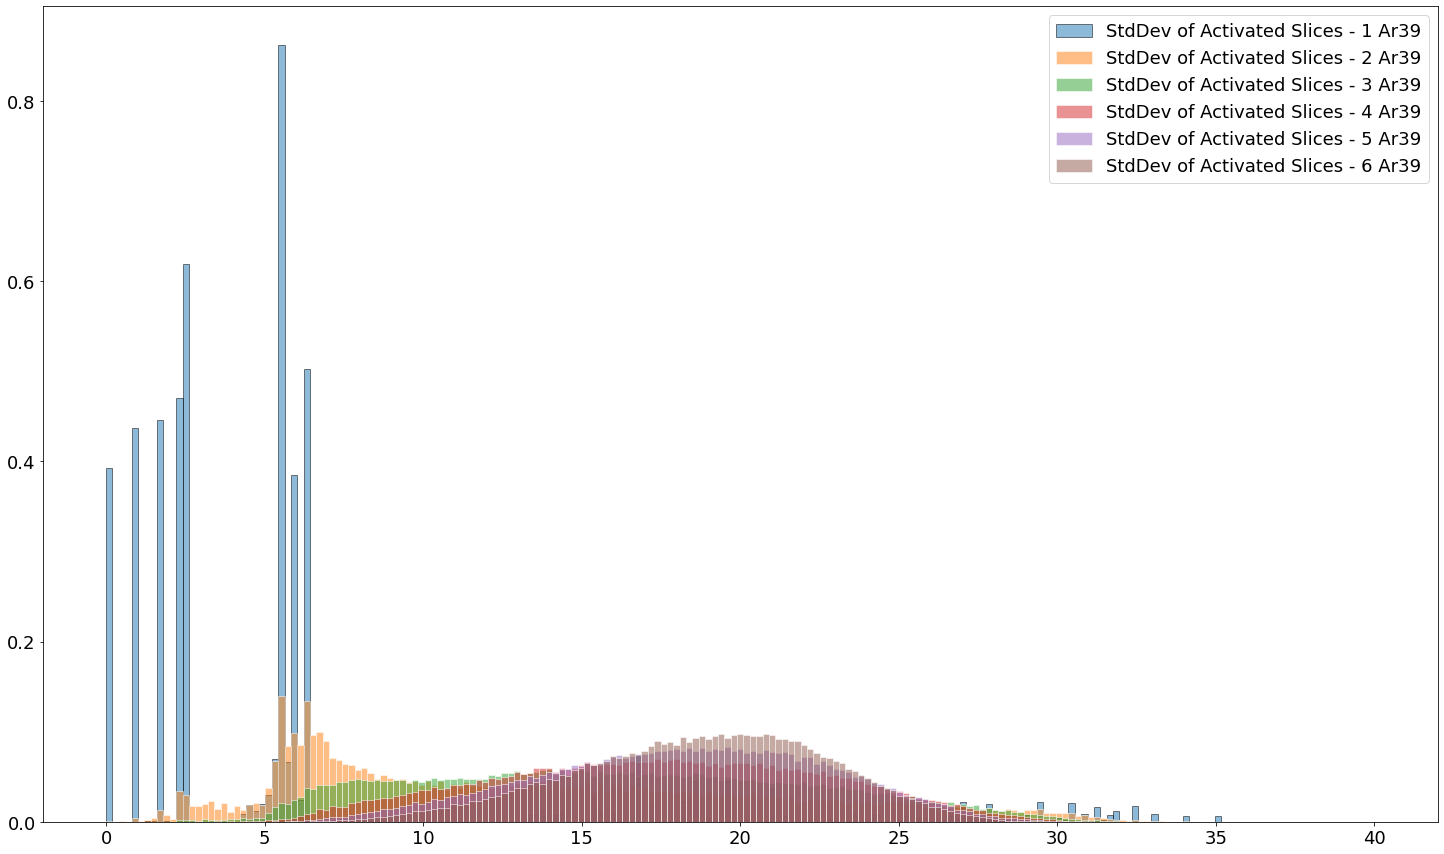 StdDev of Activated Slices - 1 Ar39
StdDev of Activated Slices - 2 Ar39
StdDev of Activated Slices - 3 Ar39
StdDev of Activated Slices - 4 Ar39
StdDev of Activated Slices - 5 Ar39
StdDev of Activated Slices - 6 Ar39
0.8
0.6
0.4
0.2
0.0
0 5 10 15 20 25 30 35 40